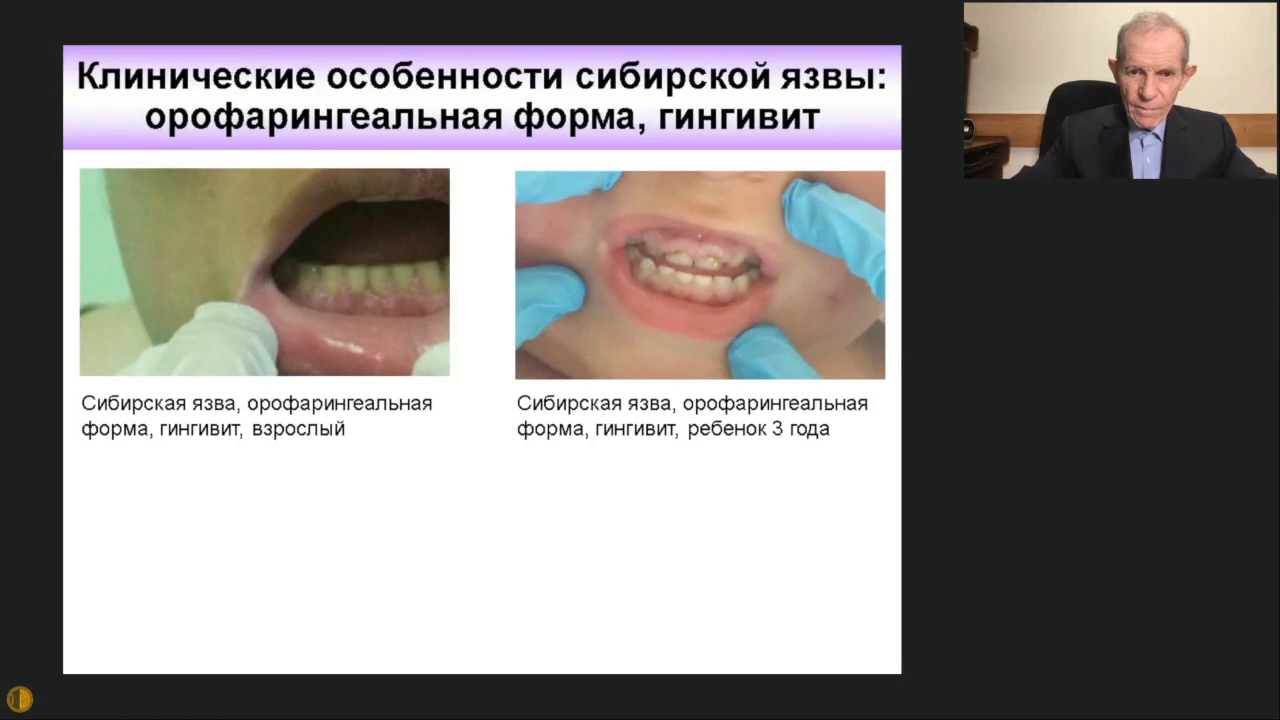 Клинические особенности сибирской язвы:
орофарингеальная форма, гингивит
Сибирская язва, орофарингеальная
форма, гингивит, взрослый
Сибирская язва, орофарингеальная
форма, гингивит, ребенок 3 года